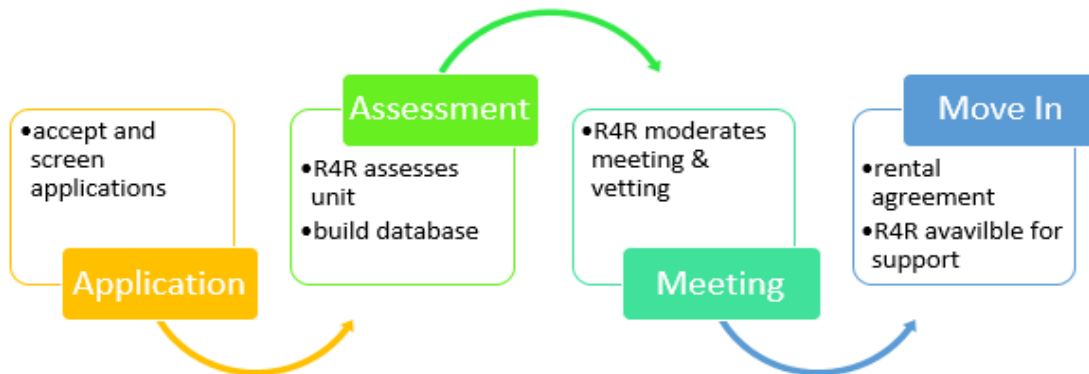 •accept and
screen
applications
Application
Assessment
•R4R assesses
unit
•build database
•R4R moderates
meeting &
vetting
Meeting
Move In
•rental
agreement
•R4R avavilble for
support